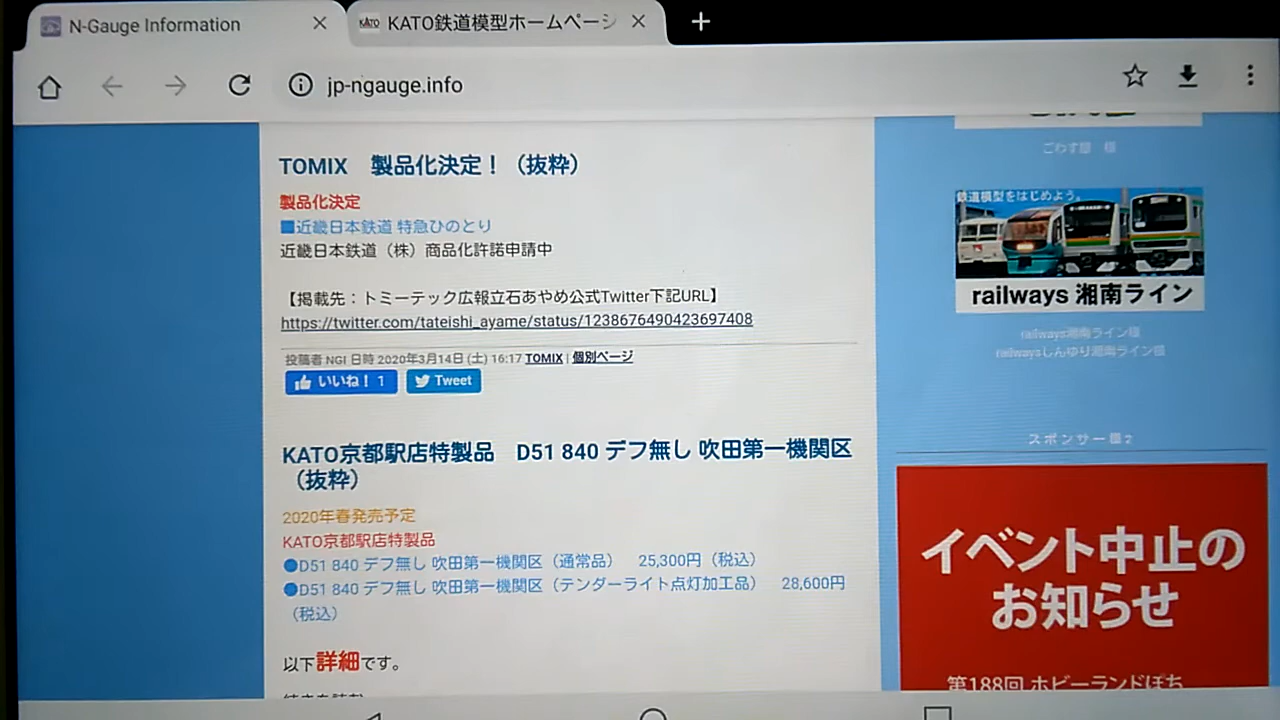 N-Gauge Information
KATO鉄道模型ホームページ
jp-ngauge.info
TOMIX 製品化決定！（抜粋）
製品化決定
■近畿日本鉄道 特急ひのとり
近畿日本鉄道（株）商品化許諾申請中
【掲載先：トミーテック広報立石あやめ公式Twitter下記URL】
https://twitter.com/tateishi_ayame/status/1238676490423697408
投稿者 NGI 日時 2020年3月14日 (土) 16:17 TOMIX | 個別ページ
いいね！ 1
Tweet
KATO京都駅店特製品 D51 840 デフ無し 吹田第一機関区
（抜粋）
2020年春発売予定
KATO京都駅店特製品
●D51 840 デフ無し 吹田第一機関区（通常品） 25,300円（税込）
●D51 840 デフ無し 吹田第一機関区（テンダーライト点灯加工品） 28,600円
（税込）
以下詳細です。
ごわす屋 様
鉄道模型をはじめよう。
railways 湘南ライン
railways湘南ライン様
railwaysしんゆり湘南ライン様
スポンサー様2
イベント中止の
お知らせ
第188回 ホビーランドぽち